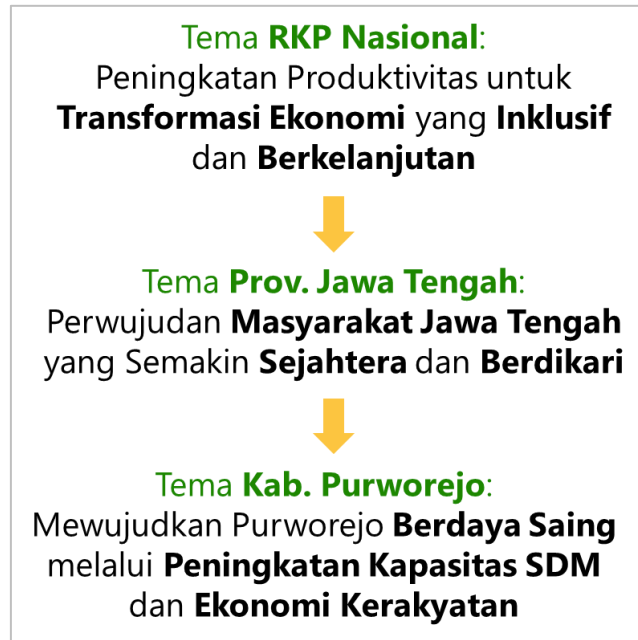 Tema RKP Nasional:
Peningkatan Produktivitas untuk
Transformasi Ekonomi yang Inklusif
dan Berkelanjutan
Tema Prov. Jawa Tengah:
Perwujudan Masyarakat Jawa Tengah
yang Semakin Sejahtera dan Berdikari
Tema Kab. Purworejo:
Mewujudkan Purworejo Berdaya Saing
melalui Peningkatan Kapasitas SDM
dan Ekonomi Kerakyatan